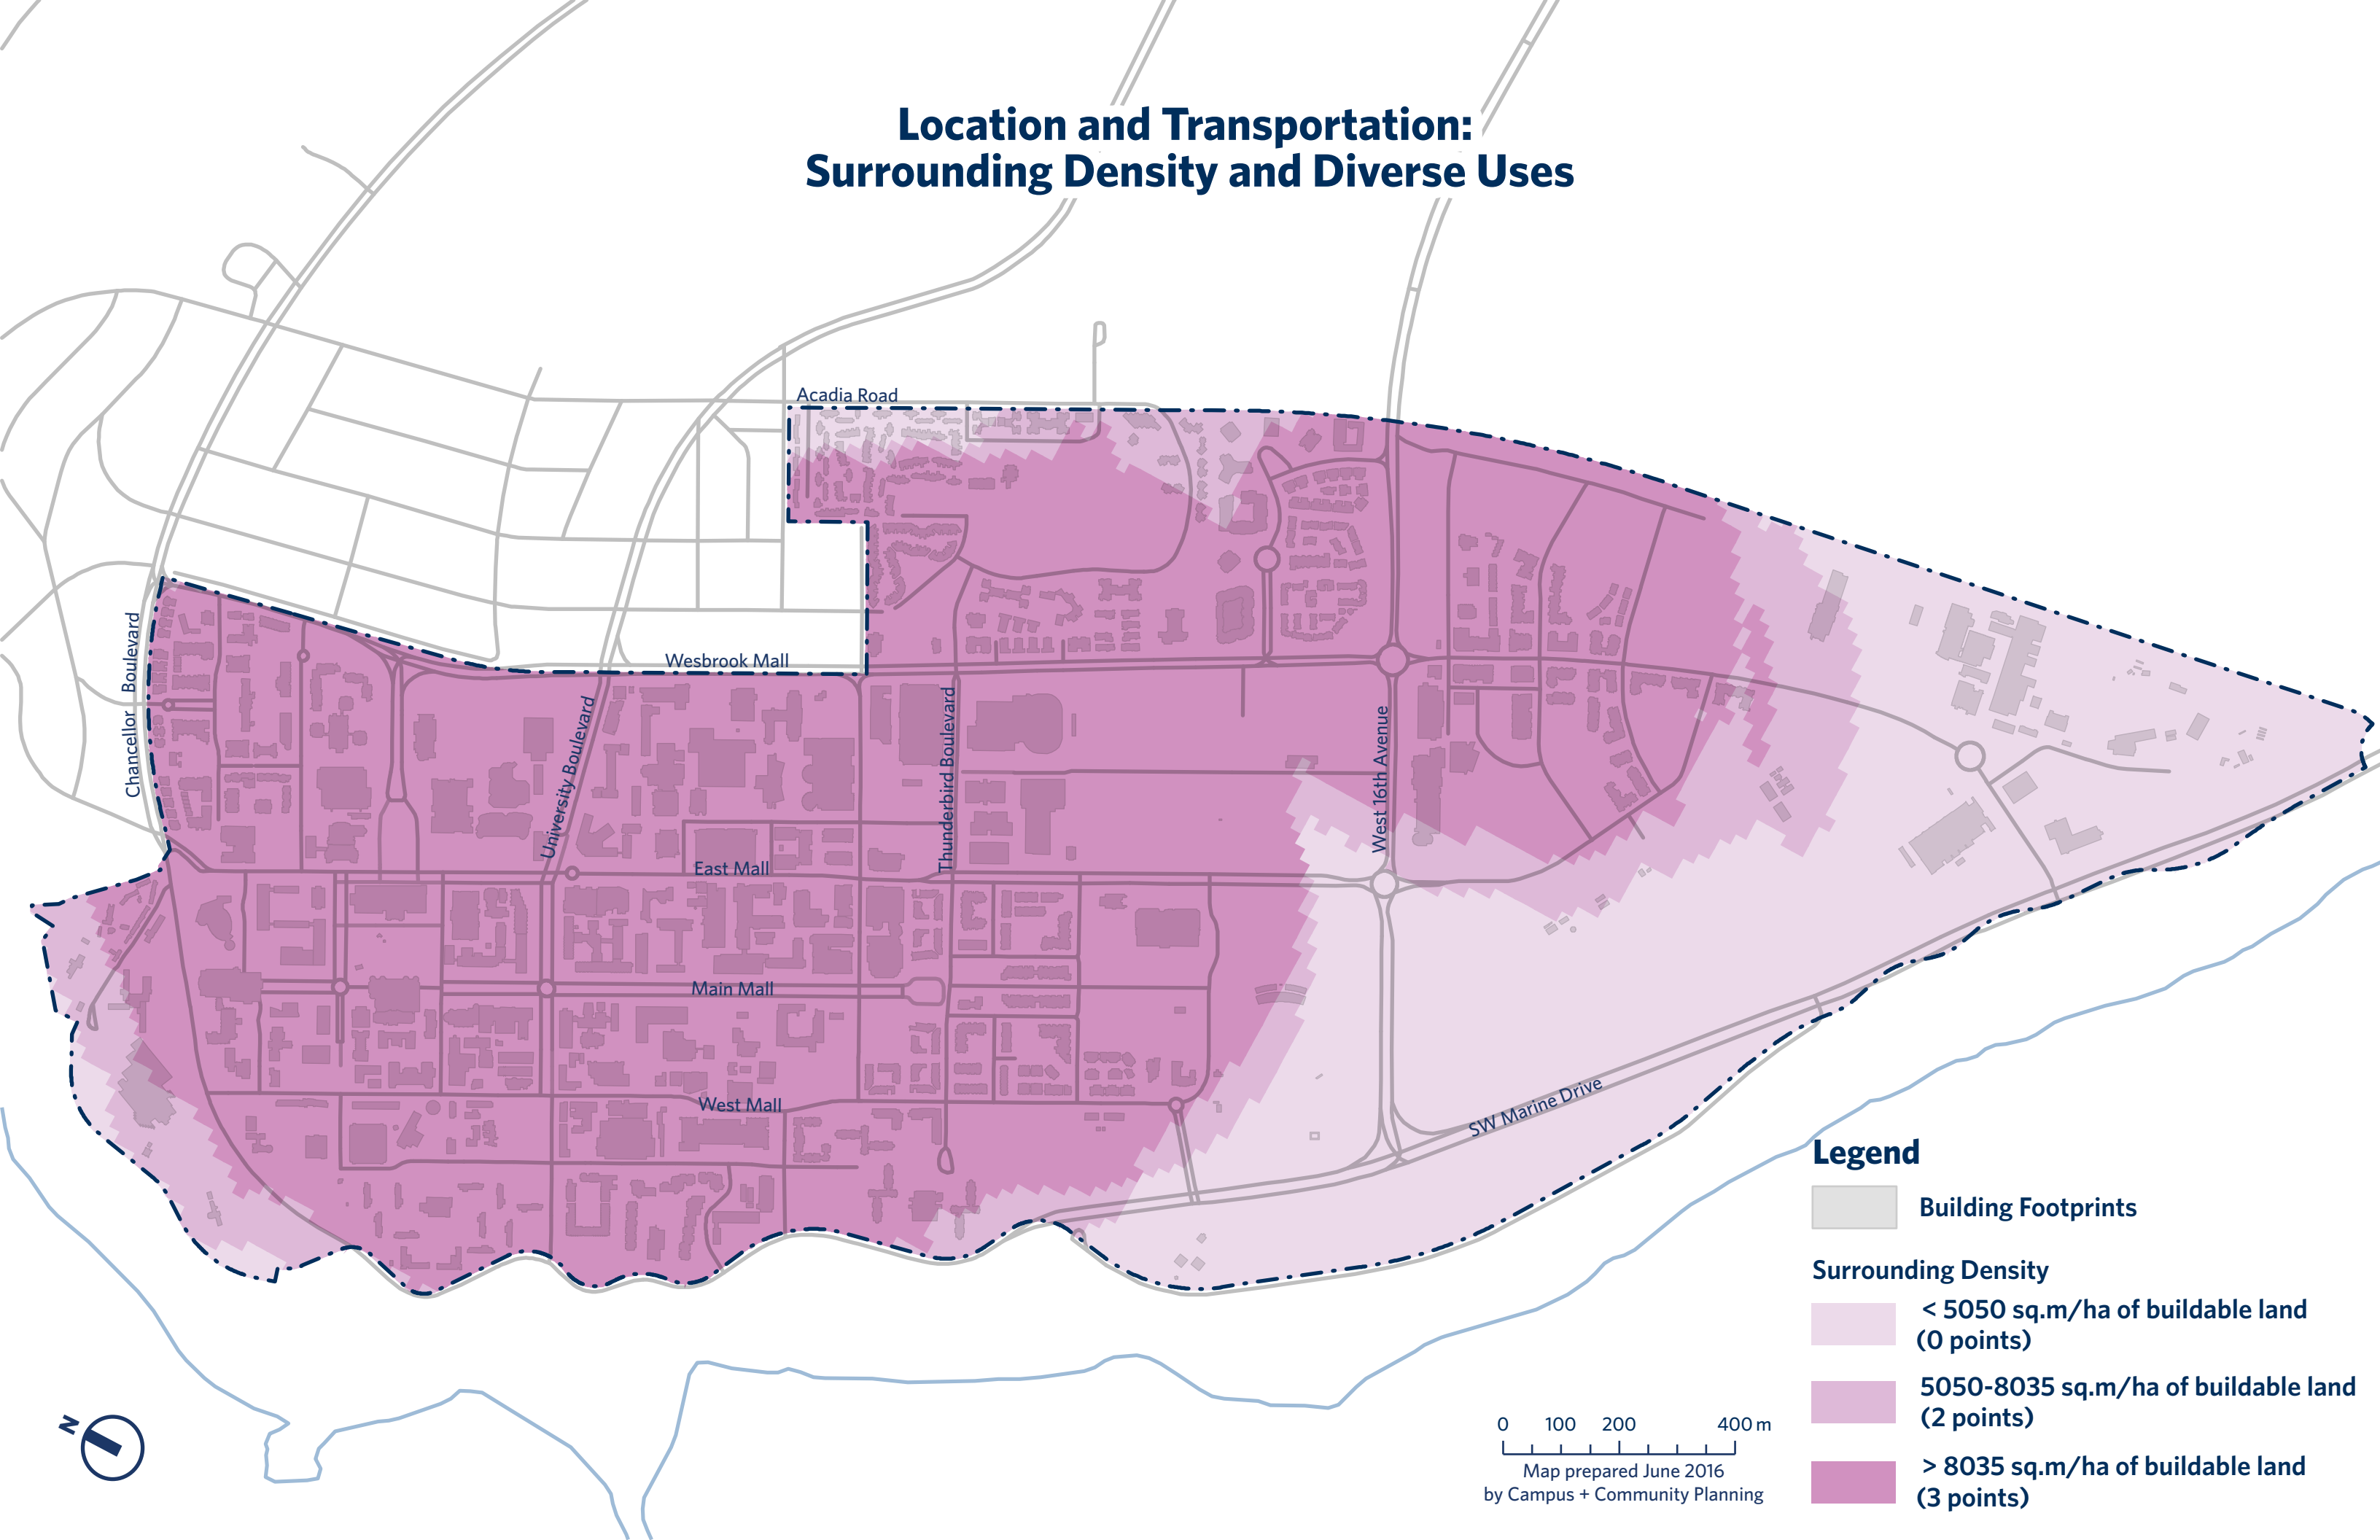 Location and Transportation:
Surrounding Density and Diverse Uses
Acadia Road
Chancellor Boulevard
Wesbrook Mall
University Boulevard
Thunderbird Boulevard
West 16th Avenue
East Mall
Main Mall
West Mall
SW Marine Drive
Legend
Building Footprints
Surrounding Density
< 5050 sq.m/ha of buildable land
(0 points)
5050-8035 sq.m/ha of buildable land
(2 points)
> 8035 sq.m/ha of buildable land
(3 points)
N
0 100 200 400 m
Map prepared June 2016
by Campus + Community Planning